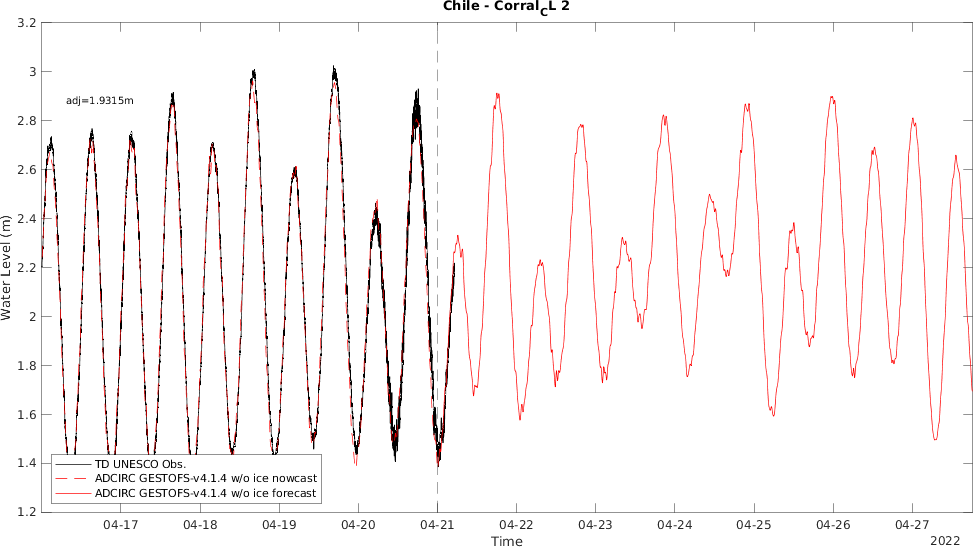 Chile - Corral_CL 2
3.2
3
2.8
2.6
2.4
2.2
2
1.8
1.6
1.4
1.2
Water Level (m)
adj=1.9315m
TD UNESCO Obs.
ADCIRC GESTOFS-v4.1.4 w/o ice nowcast
ADCIRC GESTOFS-v4.1.4 w/o ice forecast
04-17 04-18 04-19 04-20 04-21 04-22 04-23 04-24 04-25 04-26 04-27
Time
2022